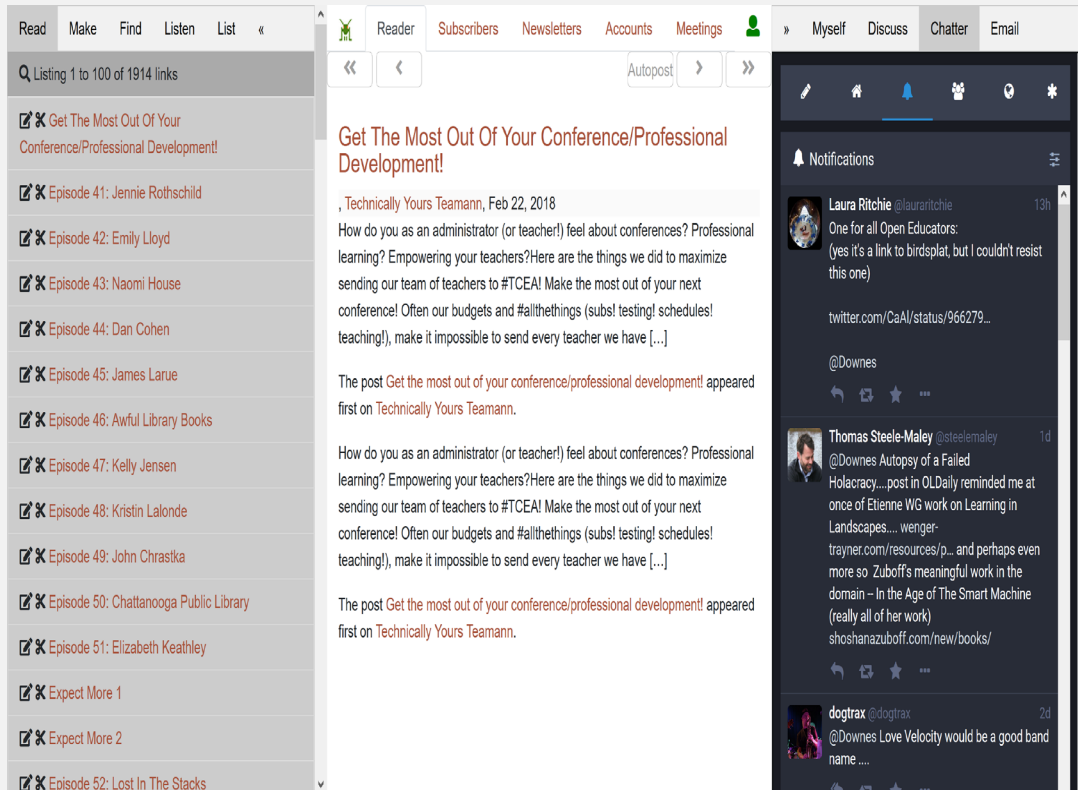 Read Make Find Listen List «
Listing 1 to 100 of 1914 links
Get The Most Out Of Your
Conference/Professional Development!
Episode 41: Jennie Rothschild
Episode 42: Emily Lloyd
Episode 43: Naomi House
Episode 44: Dan Cohen
Episode 45: James Larue
Episode 46: Awful Library Books
Episode 47: Kelly Jensen
Episode 48: Kristin Lalonde
Episode 49: John Chrastka
Episode 50: Chattanooga Public Library
Episode 51: Elizabeth Keathley
Expect More 1
Expect More 2
Episode 52: Lost In The Stacks
Reader Subscribers Newsletters Accounts Meetings
« ‹ Autopost › »
Get The Most Out Of Your Conference/Professional
Development!
, Technically Yours Teamann, Feb 22, 2018
How do you as an administrator (or teacher!) feel about conferences? Professional
learning? Empowering your teachers?Here are the things we did to maximize
sending our team of teachers to #TCEA! Make the most out of your next
conference! Often our budgets and #allthethings (subs! testing! schedules!
teaching!), make it impossible to send every teacher we have [...]
The post Get the most out of your conference/professional development! appeared
first on Technically Yours Teamann.
How do you as an administrator (or teacher!) feel about conferences? Professional
learning? Empowering your teachers?Here are the things we did to maximize
sending our team of teachers to #TCEA! Make the most out of your next
conference! Often our budgets and #allthethings (subs! testing! schedules!
teaching!), make it impossible to send every teacher we have [...]
The post Get the most out of your conference/professional development! appeared
first on Technically Yours Teamann.
» Myself Discuss Chatter Email
Notifications
Laura Ritchie @lauraritchie 13h
One for all Open Educators:
(yes it's a link to birdsplat, but I couldn't resist
this one)
twitter.com/CaAl/status/966279...
@Downes
Thomas Steele-Maley @steelemaley 1d
@Downes Autopsy of a Failed
Holacracy....post in OLDaily reminded me at
once of Etienne WG work on Learning in
Landscapes.... wenger-
trayner.com/resources/p... and perhaps even
more so Zuboff's meaningful work in the
domain -- In the Age of The Smart Machine
(really all of her work)
shoshanazuboff.com/new/books/
dogtrax @dogtrax 2d
@Downes Love Velocity would be a good band
name ....